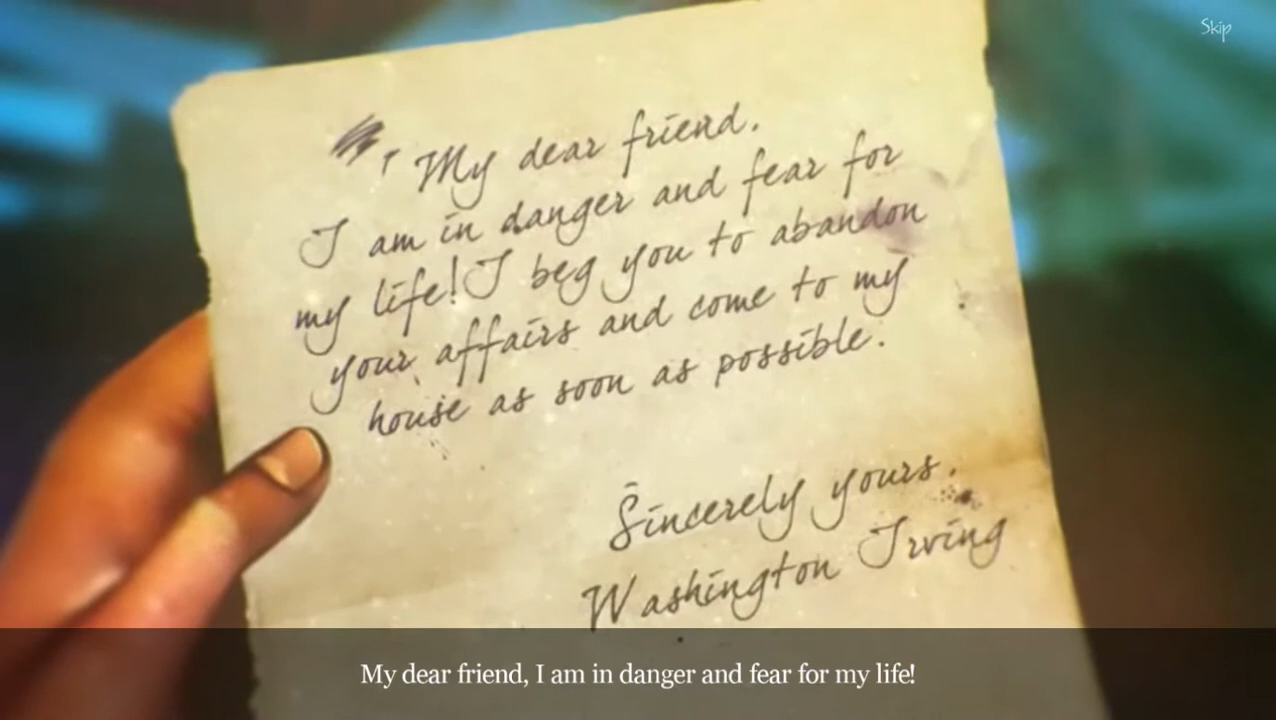 Skip
My dear friend.
I am in danger and fear for
my life! I beg you to abandon
your affairs and come to my
house as soon as possible.
Sincerely yours.
Washington Irving
My dear friend, I am in danger and fear for my life!